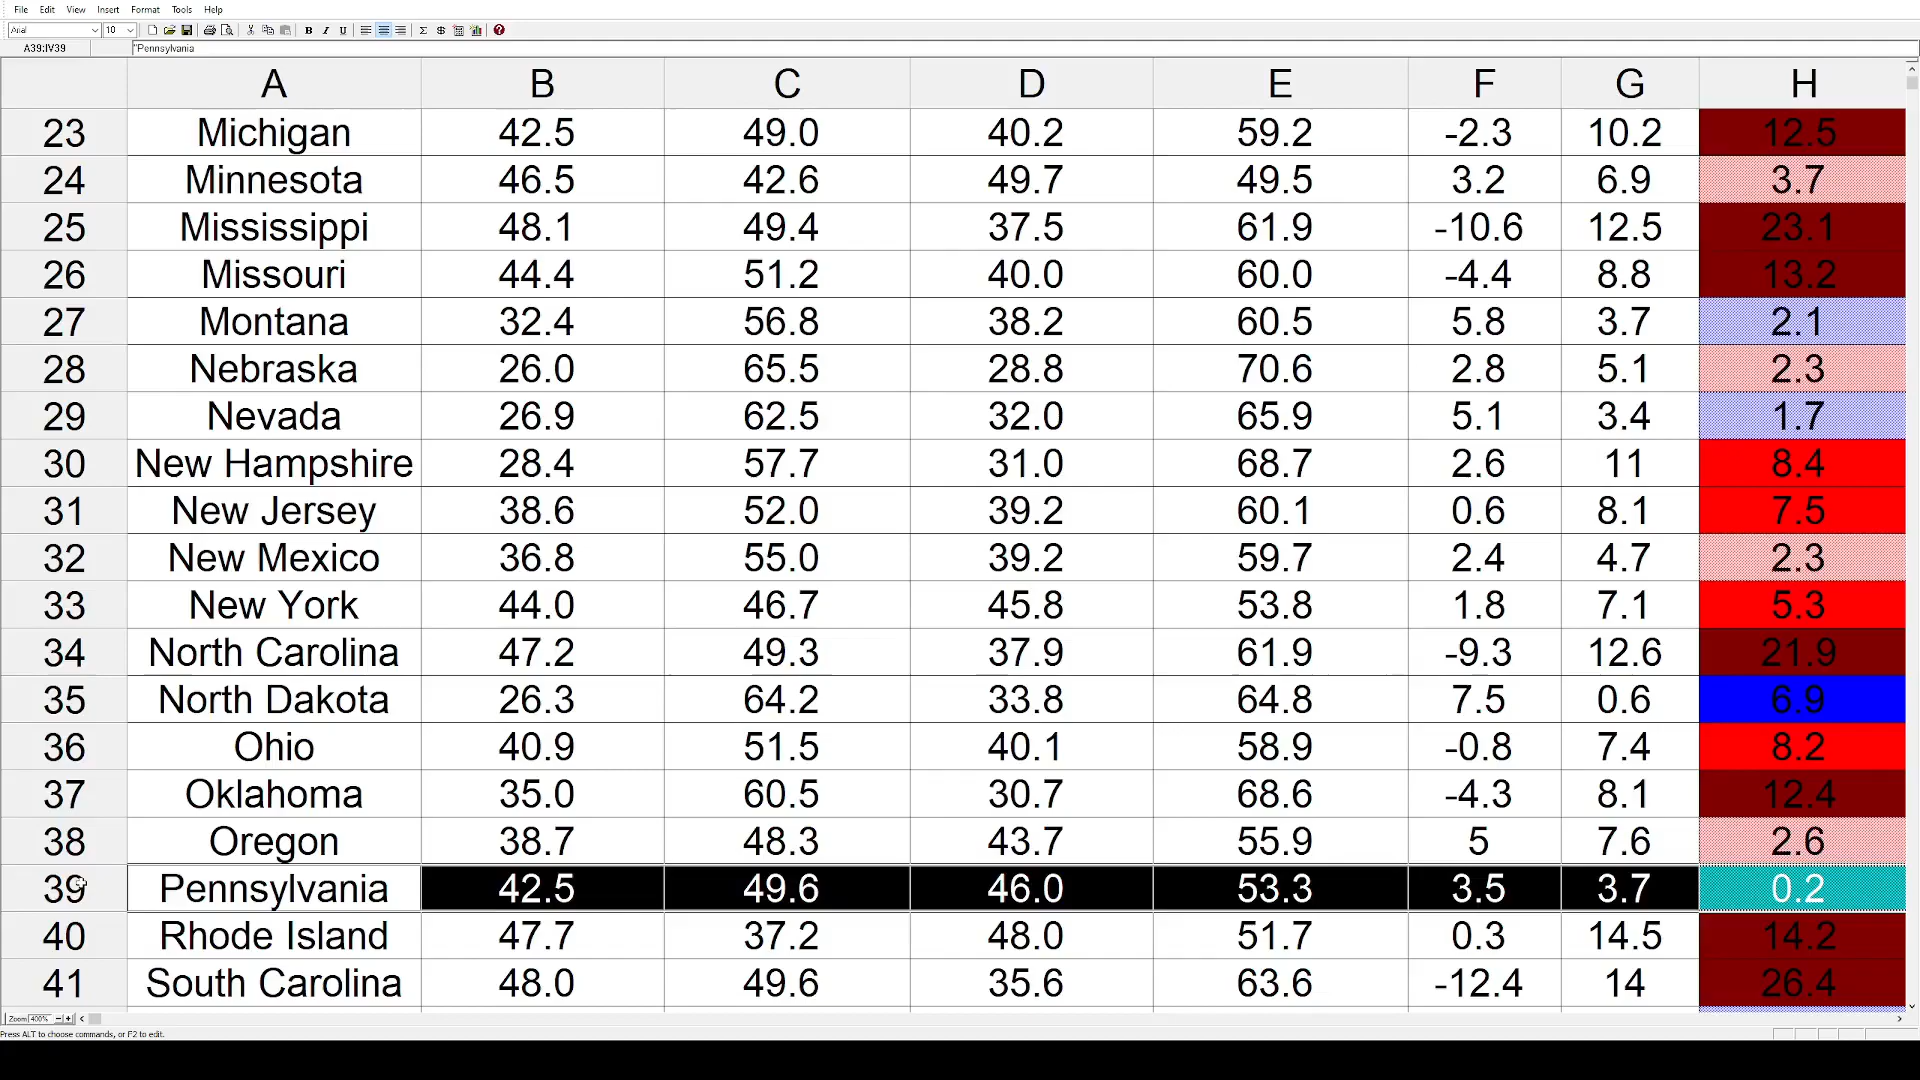 File Edit View Insert Format Tools Help
Arial 10 B I U Σ $ ?
A39:IV39 "Pennsylvania
A B C D E F G H
23 Michigan 42.5 49.0 40.2 59.2 -2.3 10.2 12.5
24 Minnesota 46.5 42.6 49.7 49.5 3.2 6.9 3.7
25 Mississippi 48.1 49.4 37.5 61.9 -10.6 12.5 23.1
26 Missouri 44.4 51.2 40.0 60.0 -4.4 8.8 13.2
27 Montana 32.4 56.8 38.2 60.5 5.8 3.7 2.1
28 Nebraska 26.0 65.5 28.8 70.6 2.8 5.1 2.3
29 Nevada 26.9 62.5 32.0 65.9 5.1 3.4 1.7
30 New Hampshire 28.4 57.7 31.0 68.7 2.6 11 8.4
31 New Jersey 38.6 52.0 39.2 60.1 0.6 8.1 7.5
32 New Mexico 36.8 55.0 39.2 59.7 2.4 4.7 2.3
33 New York 44.0 46.7 45.8 53.8 1.8 7.1 5.3
34 North Carolina 47.2 49.3 37.9 61.9 -9.3 12.6 21.9
35 North Dakota 26.3 64.2 33.8 64.8 7.5 0.6 6.9
36 Ohio 40.9 51.5 40.1 58.9 -0.8 7.4 8.2
37 Oklahoma 35.0 60.5 30.7 68.6 -4.3 8.1 12.4
38 Oregon 38.7 48.3 43.7 55.9 5 7.6 2.6
39 Pennsylvania 42.5 49.6 46.0 53.3 3.5 3.7 0.2
40 Rhode Island 47.7 37.2 48.0 51.7 0.3 14.5 14.2
41 South Carolina 48.0 49.6 35.6 63.6 -12.4 14 26.4
Zoom 400% - +
Press ALT to choose commands, or F2 to edit.